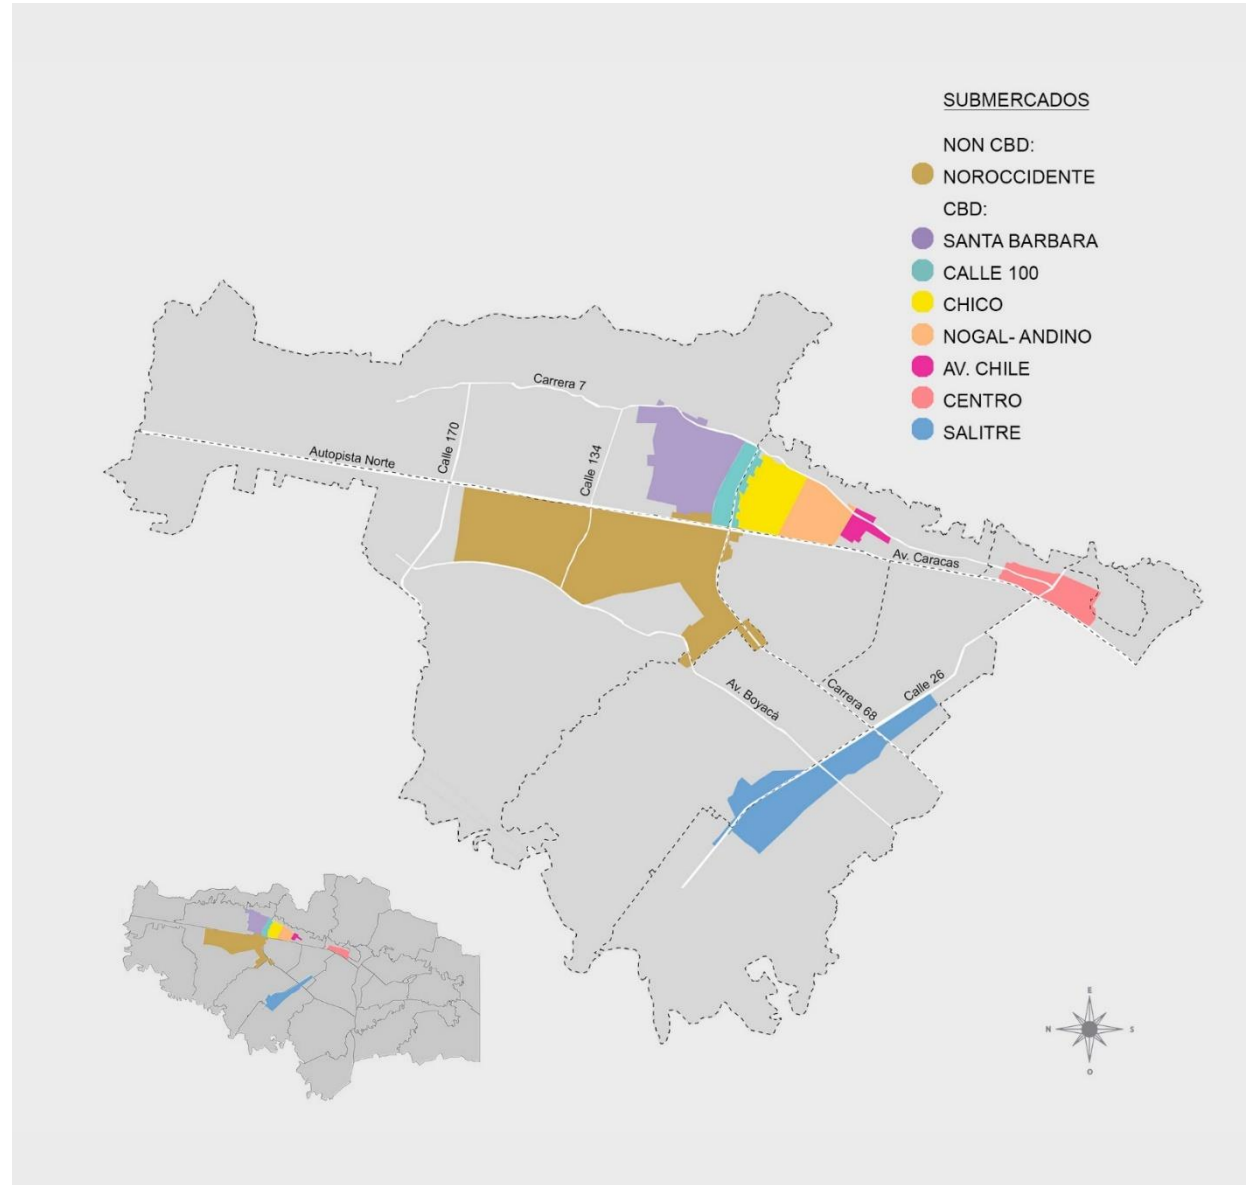 SUBMERCADOS
NON CBD:
NOROCCIDENTE
CBD:
SANTA BARBARA
CALLE 100
CHICO
NOGAL- ANDINO
AV. CHILE
CENTRO
SALITRE
Carrera 7
Calle 170
Autopista Norte
Calle 134
Av. Caracas
Av. Boyacá
Carrera 68
Calle 26
E
N
S
O